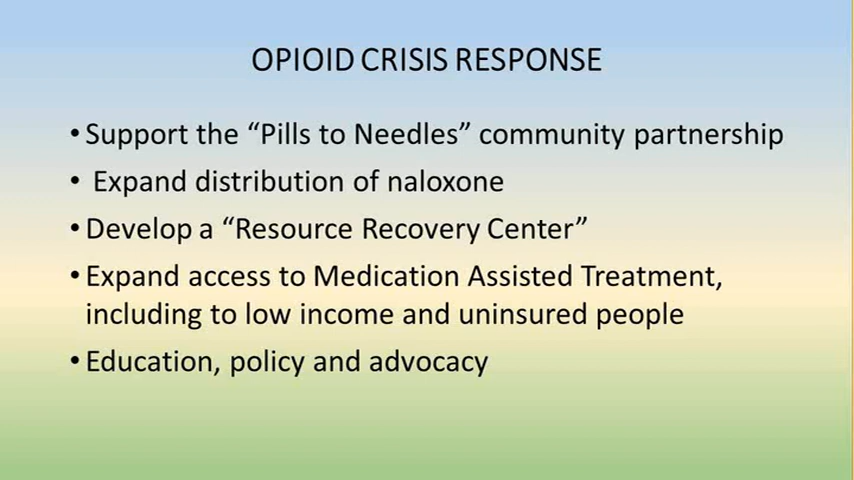 OPIOID CRISIS RESPONSE
• Support the “Pills to Needles” community partnership
• Expand distribution of naloxone
• Develop a “Resource Recovery Center”
• Expand access to Medication Assisted Treatment,
including to low income and uninsured people
• Education, policy and advocacy